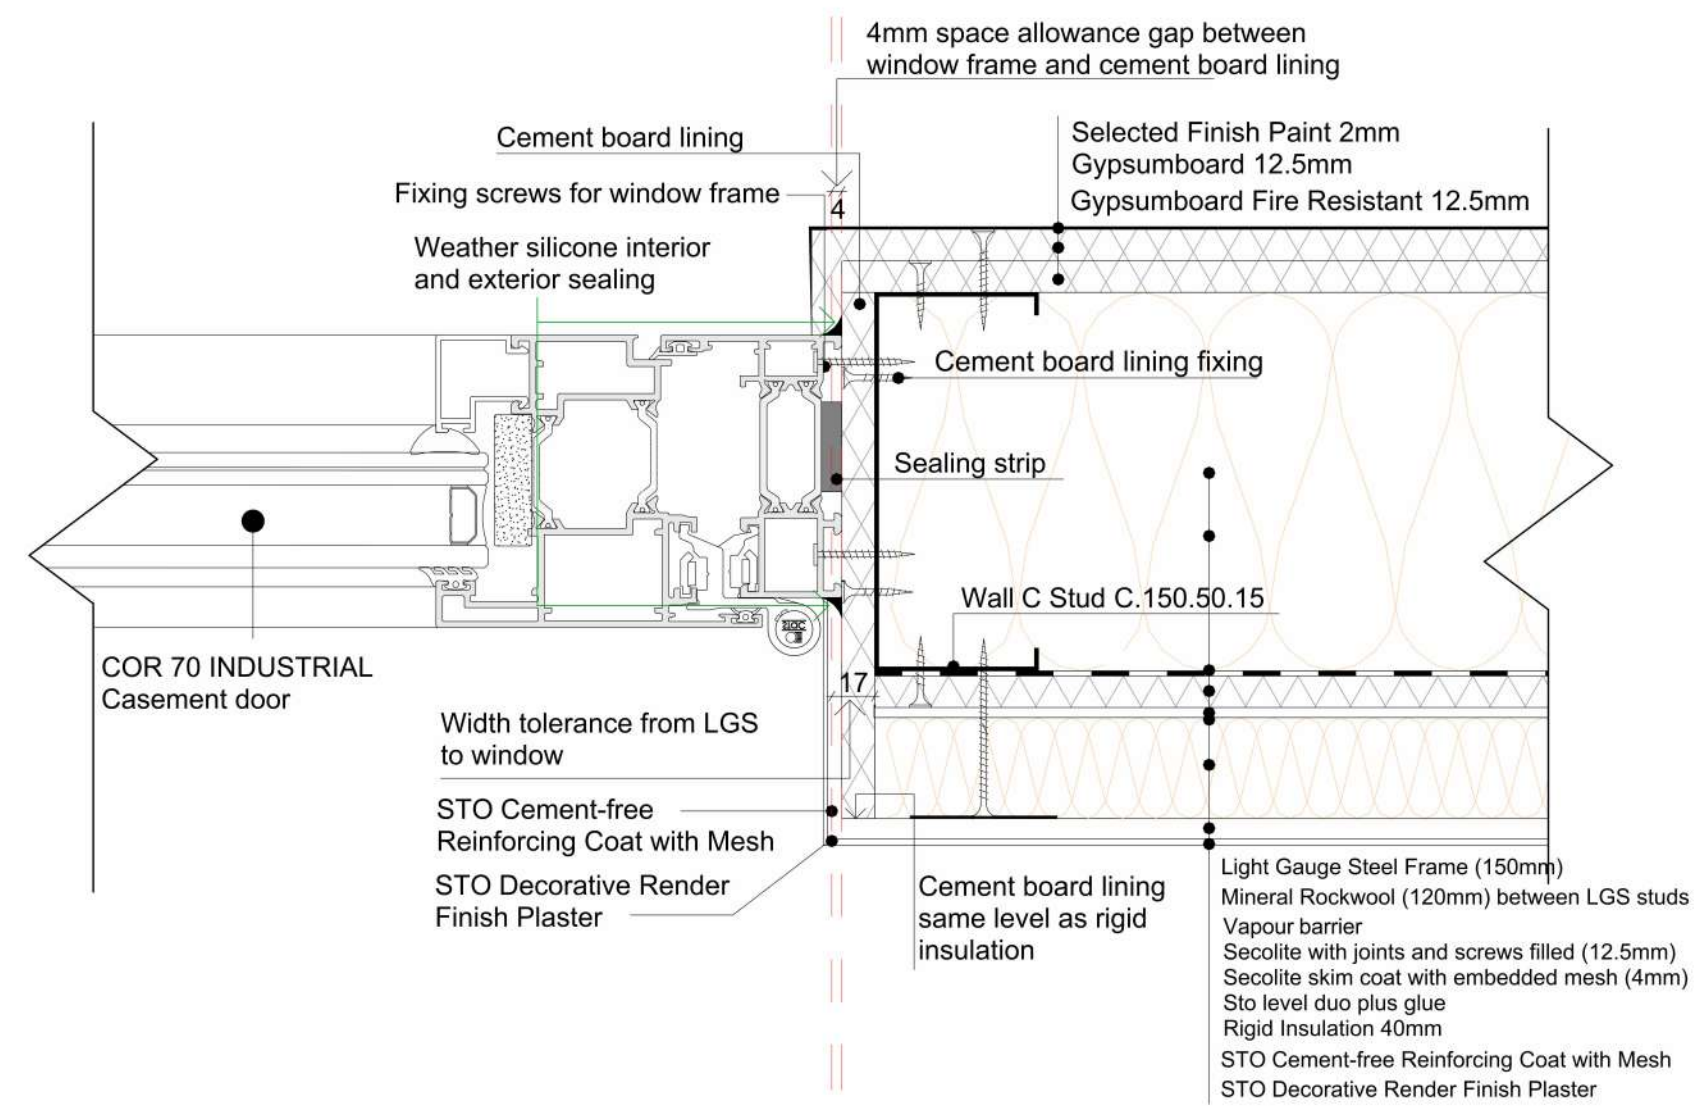 4mm space allowance gap between
window frame and cement board lining
Cement board lining
Selected Finish Paint 2mm
Gypsumboard 12.5mm
Gypsumboard Fire Resistant 12.5mm
Fixing screws for window frame
4
Weather silicone interior
and exterior sealing
Cement board lining fixing
Sealing strip
Wall C Stud C.150.50.15
COR 70 INDUSTRIAL
Casement door
17
Width tolerance from LGS
to window
STO Cement-free
Reinforcing Coat with Mesh
STO Decorative Render
Finish Plaster
Cement board lining
same level as rigid
insulation
Light Gauge Steel Frame (150mm)
Mineral Rockwool (120mm) between LGS studs
Vapour barrier
Secolite with joints and screws filled (12.5mm)
Secolite skim coat with embedded mesh (4mm)
Sto level duo plus glue
Rigid Insulation 40mm
STO Cement-free Reinforcing Coat with Mesh
STO Decorative Render Finish Plaster